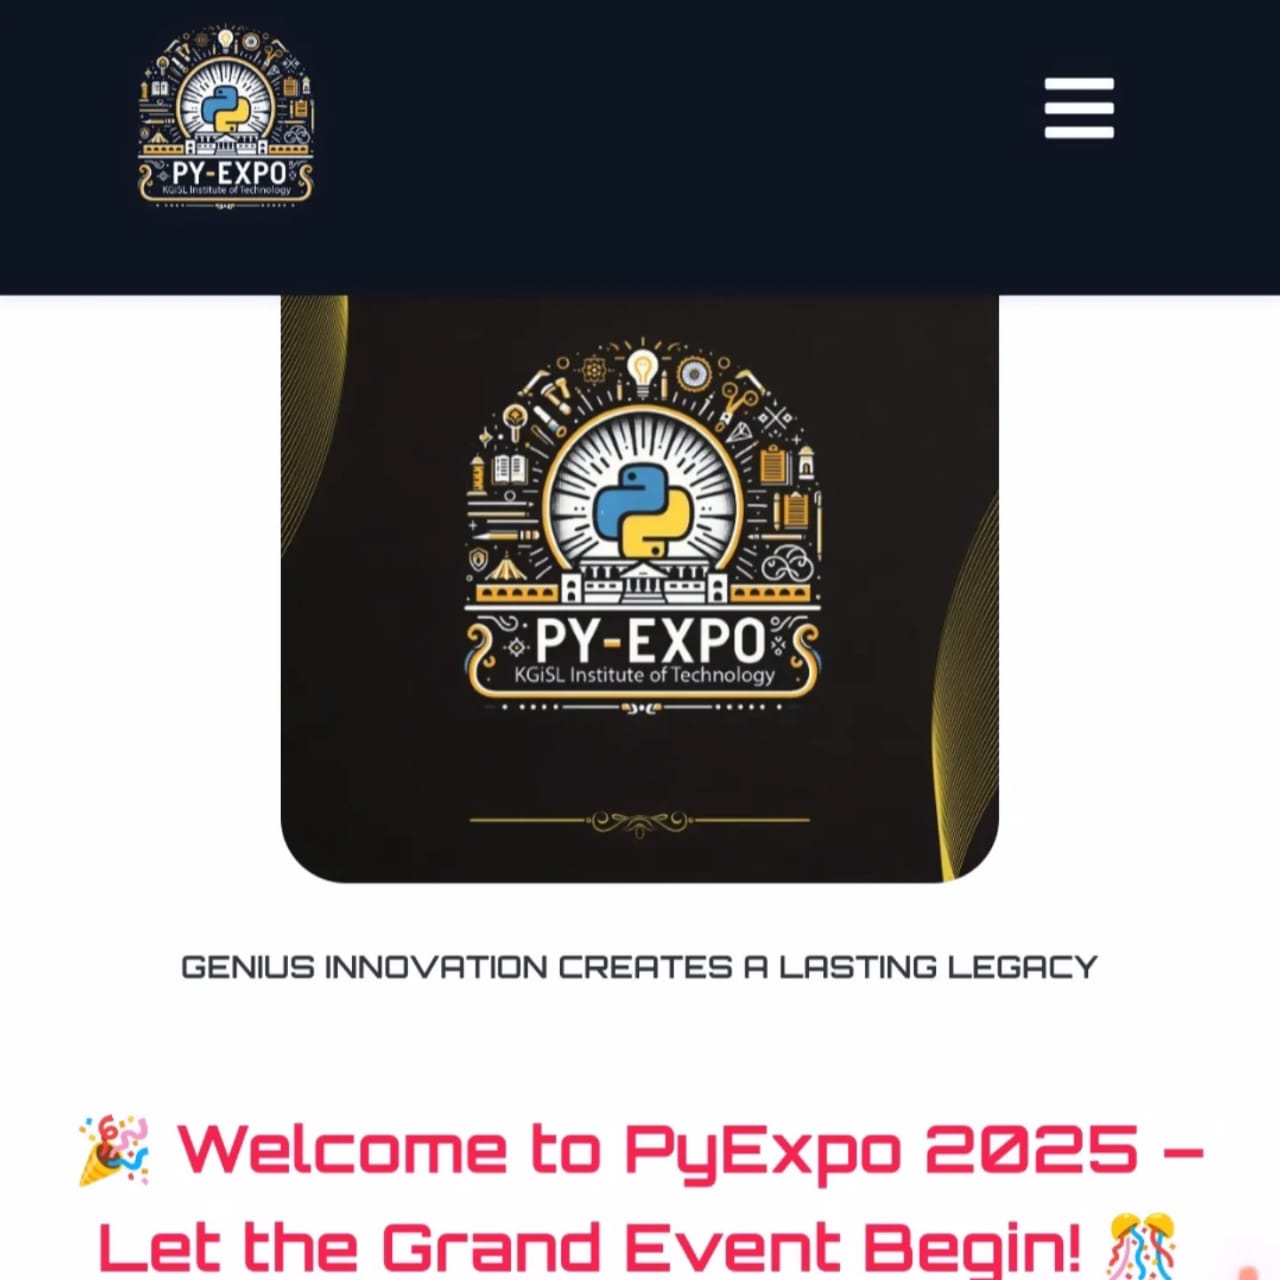 PY-EXPO
KGiSL Institute of Technology
PY-EXPO
KGiSL Institute of Technology
GENIUS INNOVATION CREATES A LASTING LEGACY
🎉 Welcome to PyExpo 2025 –
Let the Grand Event Begin! 🎊